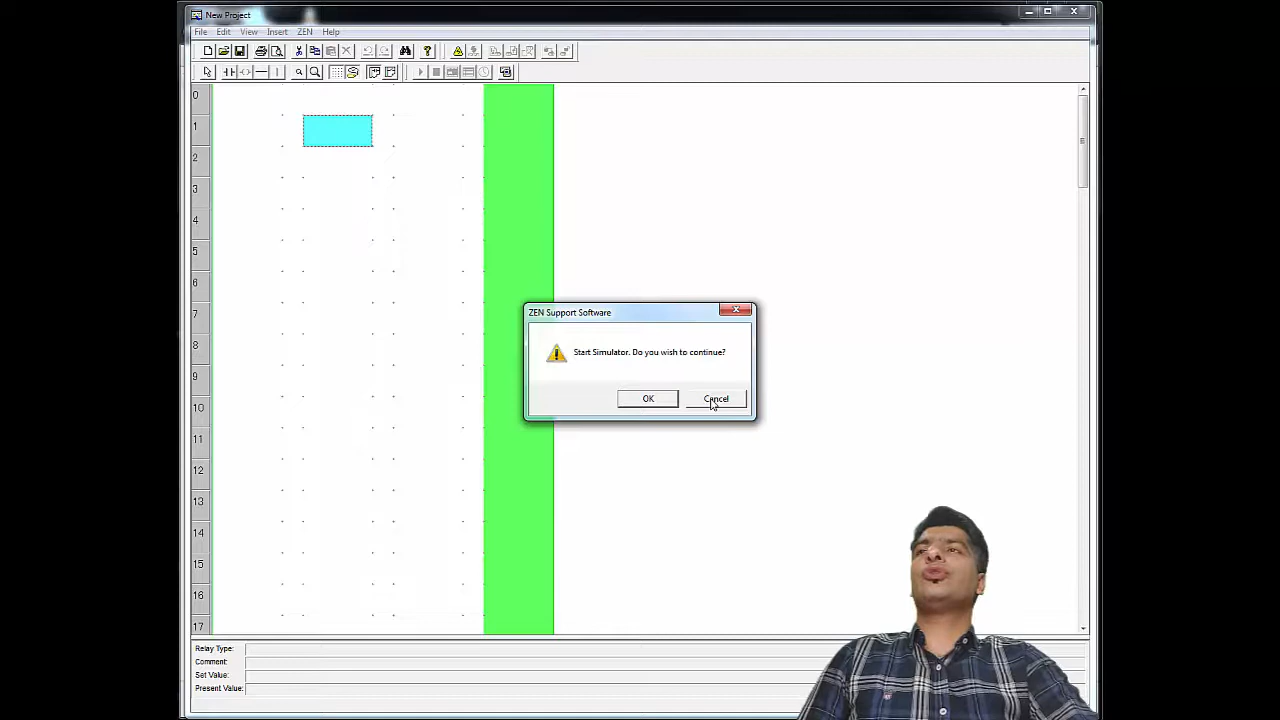 New Project
File Edit View Insert ZEN Help
0
1
2
3
4
5
6
7
8
9
10
11
12
13
14
15
16
17
ZEN Support Software
Start Simulator. Do you wish to continue?
OK Cancel
Relay Type:
Comment:
Set Value:
Present Value: